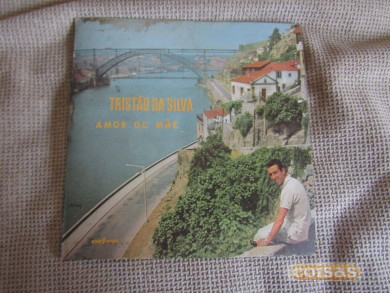 TRISTÃO DA SILVA
AMOR DE MÃE
coisas